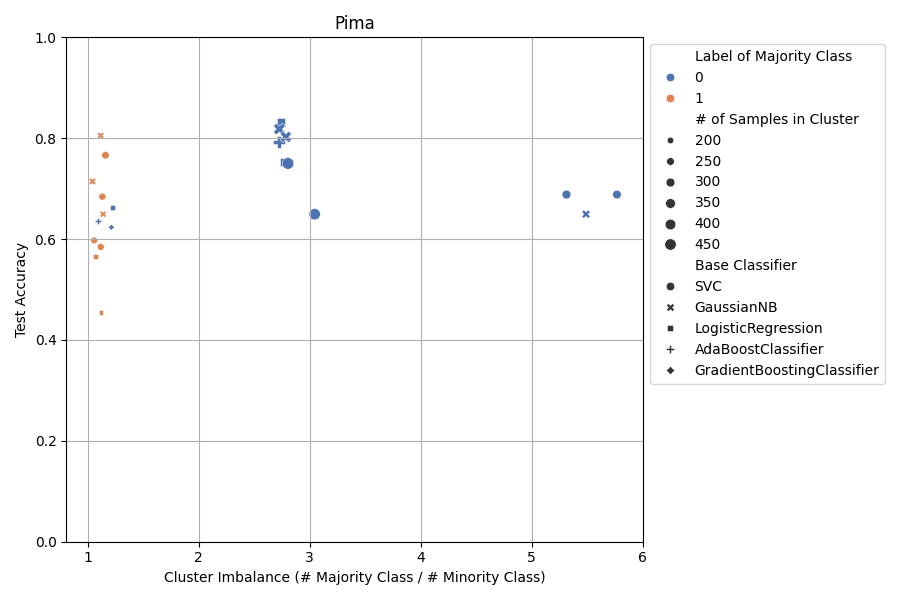 Pima
1.0
0.8
0.6
0.4
0.2
0.0
Test Accuracy
1
2
3
4
5
6
Cluster Imbalance (# Majority Class / # Minority Class)
Label of Majority Class
0
1
# of Samples in Cluster
200
250
300
350
400
450
Base Classifier
SVC
GaussianNB
LogisticRegression
AdaBoostClassifier
GradientBoostingClassifier